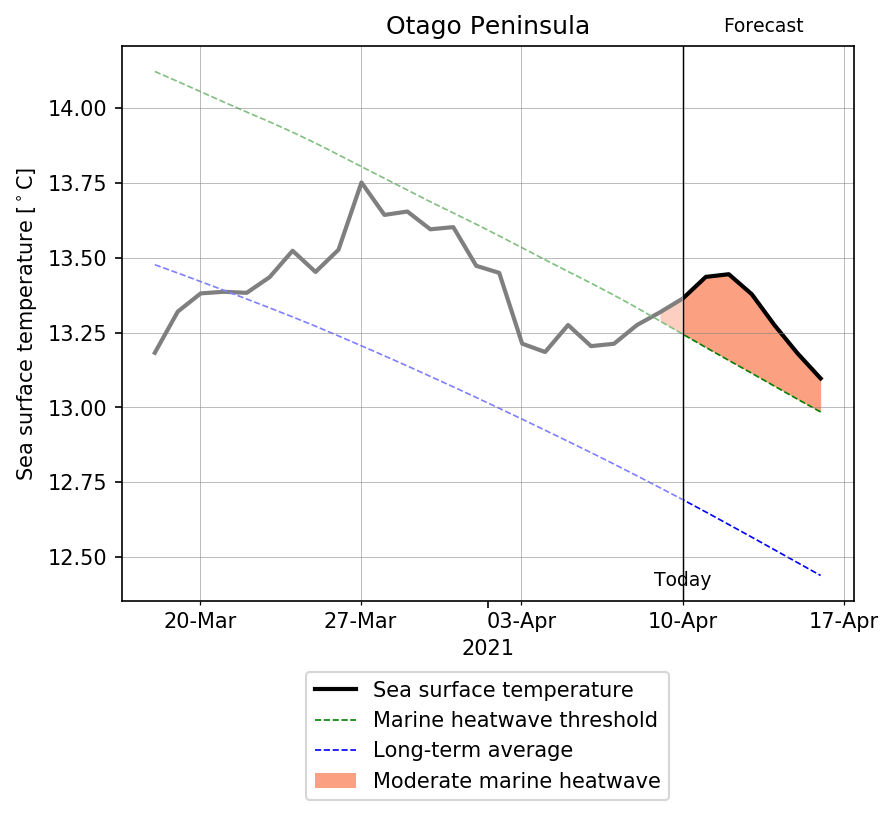 Otago Peninsula
Forecast
Sea surface temperature [°C]
14.00
13.75
13.50
13.25
13.00
12.75
12.50
Today
20-Mar 27-Mar 03-Apr 10-Apr 17-Apr
2021
Sea surface temperature
Marine heatwave threshold
Long-term average
Moderate marine heatwave